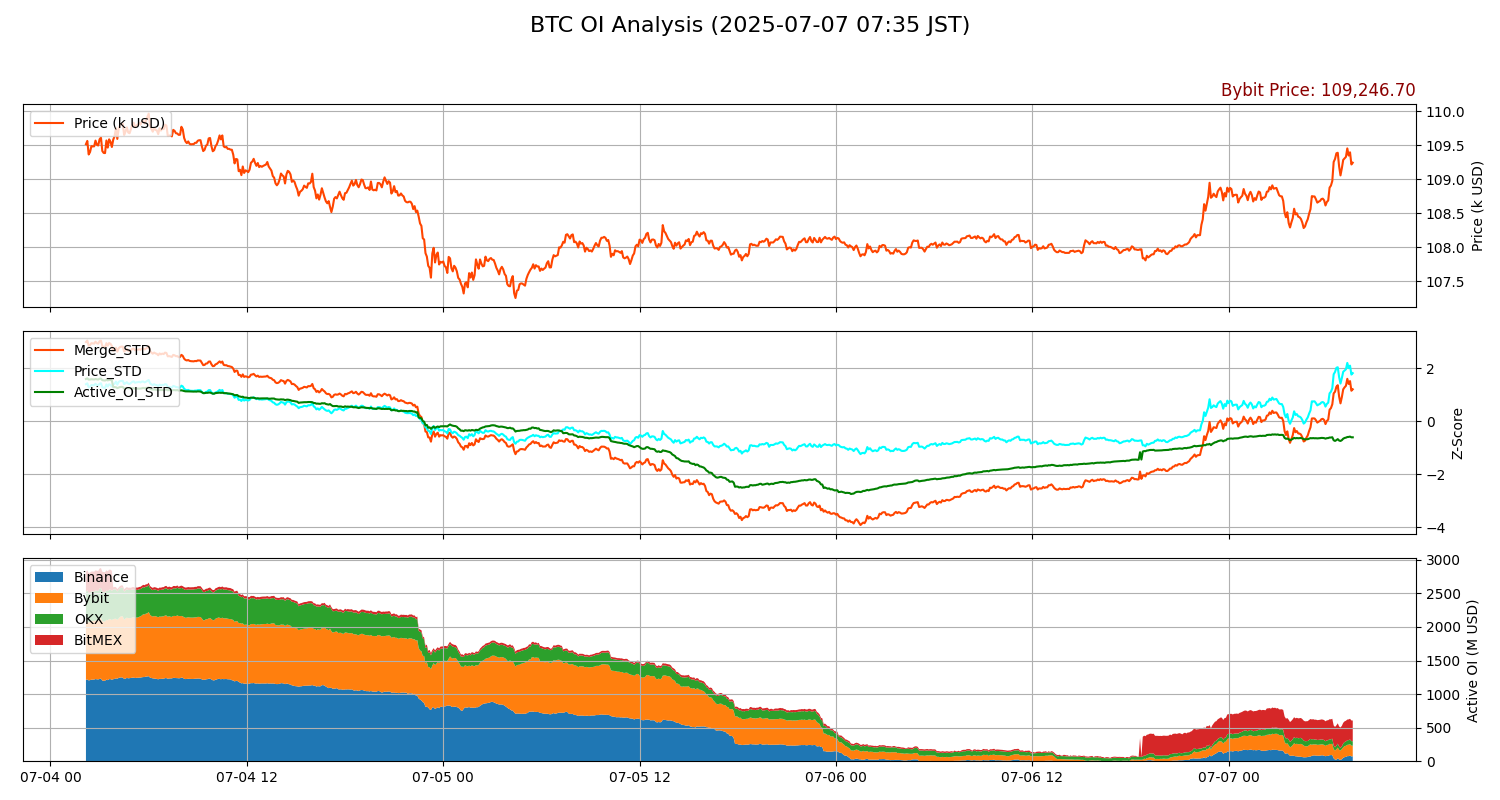 BTC OI Analysis (2025-07-07 07:35 JST)
Bybit Price: 109,246.70
Price (k USD)
110.0
109.5
109.0
108.5
108.0
107.5
Price (k USD)
Merge_STD
Price_STD
Active_OI_STD
2
0
−2
−4
Z-Score
Binance
Bybit
OKX
BitMEX
3000
2500
2000
1500
1000
500
0
Active OI (M USD)
07-04 00
07-04 12
07-05 00
07-05 12
07-06 00
07-06 12
07-07 00